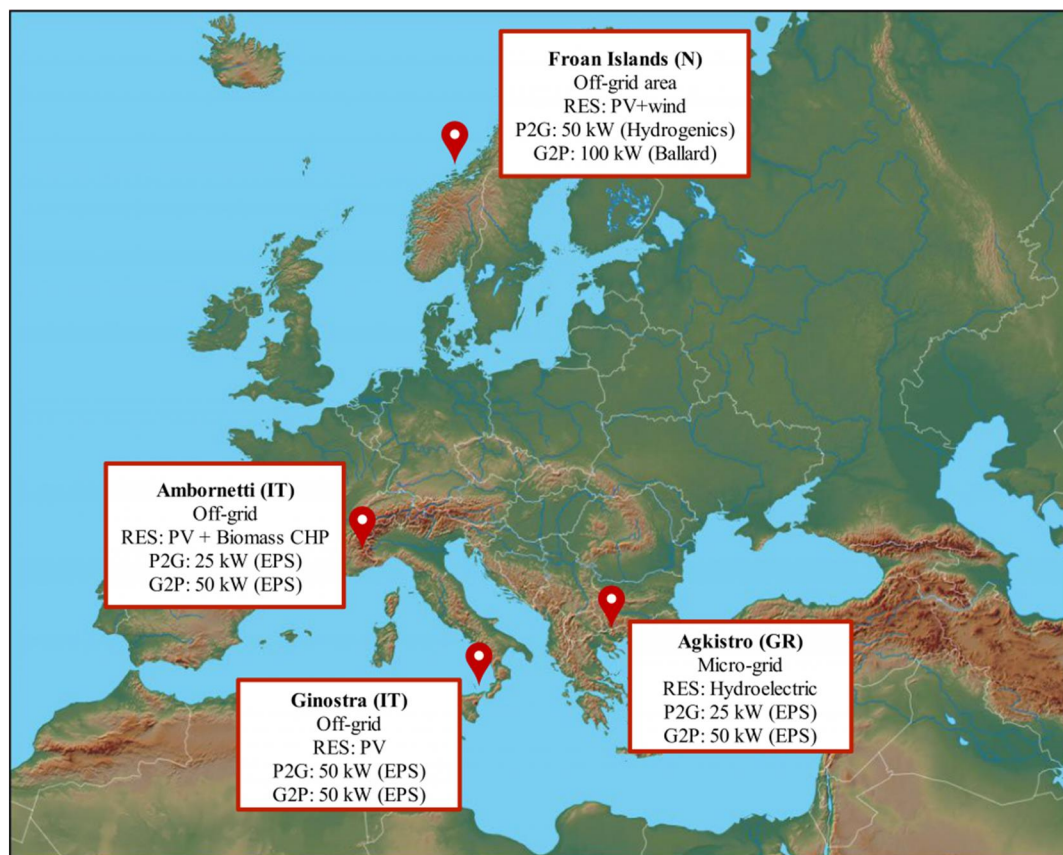 Froan Islands (N)
Off-grid area
RES: PV+wind
P2G: 50 kW (Hydrogenics)
G2P: 100 kW (Ballard)
Ambornetti (IT)
Off-grid
RES: PV + Biomass CHP
P2G: 25 kW (EPS)
G2P: 50 kW (EPS)
Agkistro (GR)
Micro-grid
RES: Hydroelectric
P2G: 25 kW (EPS)
G2P: 50 kW (EPS)
Ginostra (IT)
Off-grid
RES: PV
P2G: 50 kW (EPS)
G2P: 50 kW (EPS)